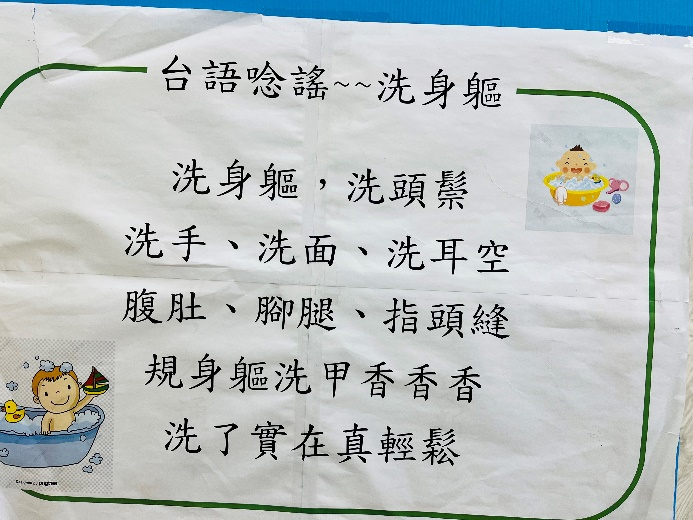 台語唸謠~~洗身軀
洗身軀，洗頭鬃
洗手、洗面、洗耳空
腹肚、腳腿、指頭縫
規身軀洗甲香香香
洗了實在真輕鬆